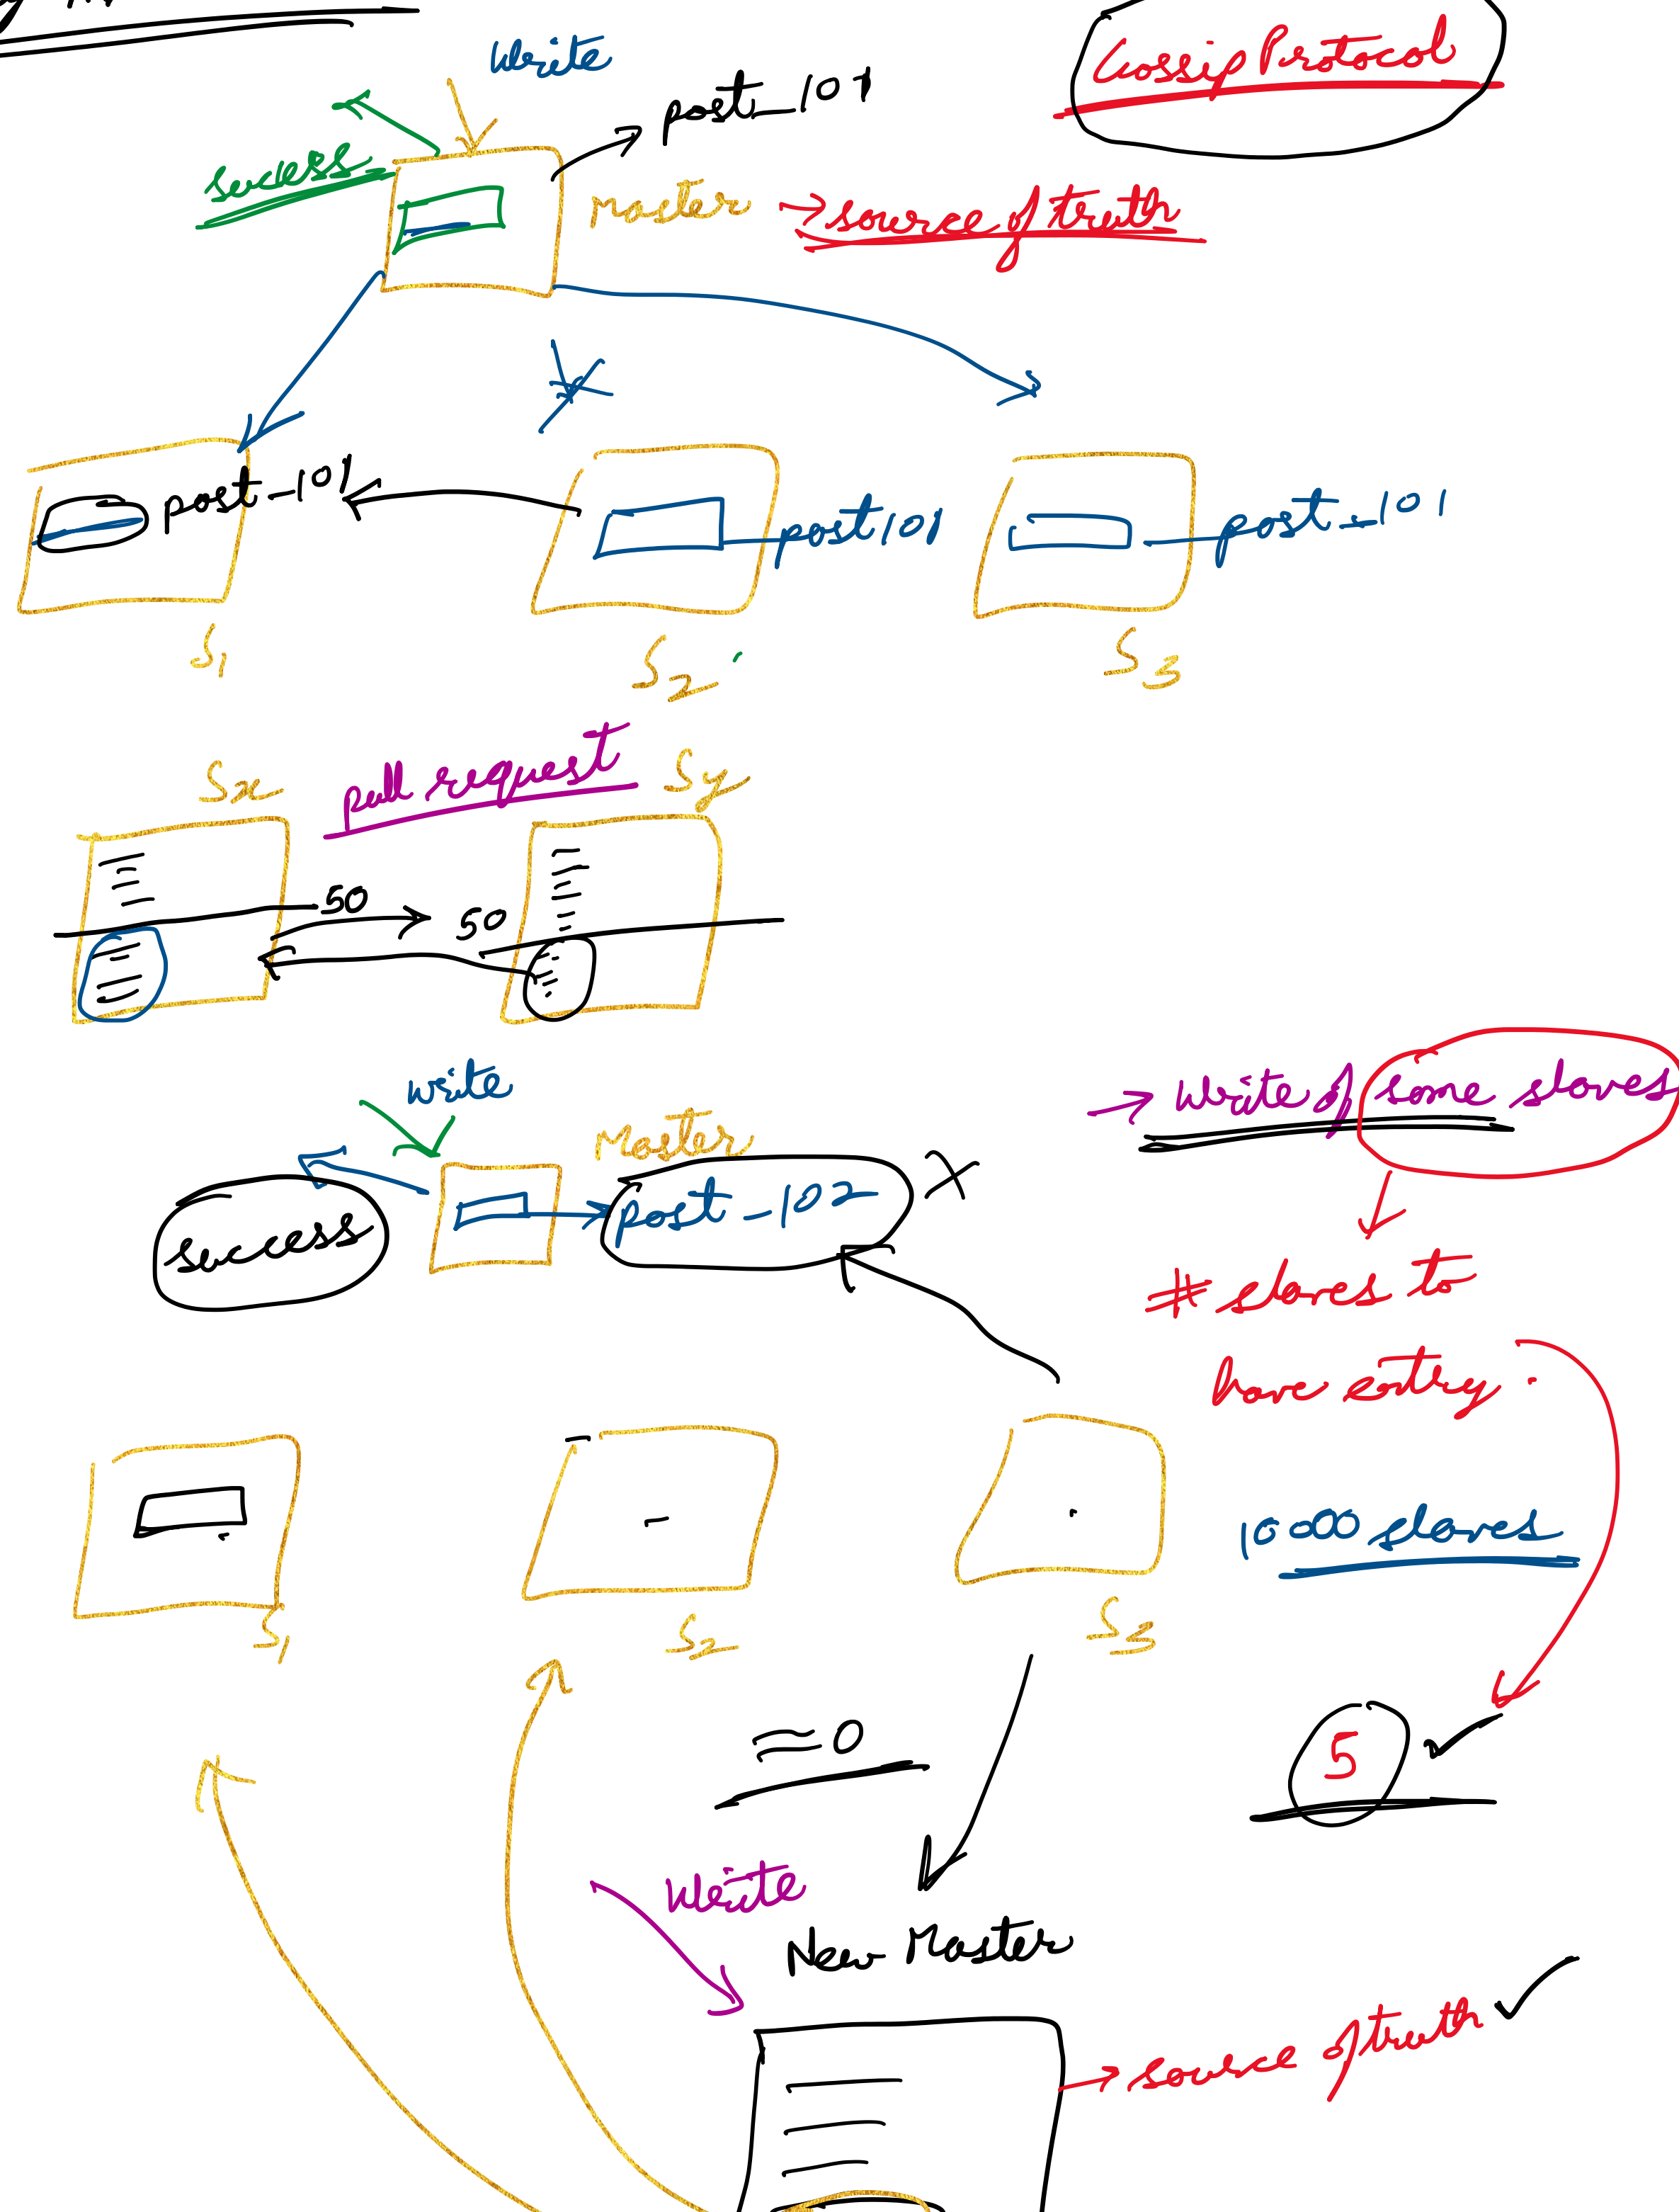 Write
Gossip Protocol
post_101
success
Master → source of truth
post_101
post 101
post_101
S1
S2
S3
Sx
pull request
Sy
50
50
write
→ Write of some slaves
Master
success
post_102
# slaves to
have entry.
10000 slaves
S1
S2
S3
≈0
5
Write
New Master
→ source of truth